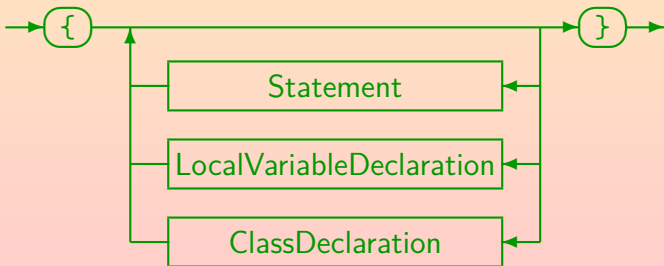 { }
Statement
LocalVariableDeclaration
ClassDeclaration